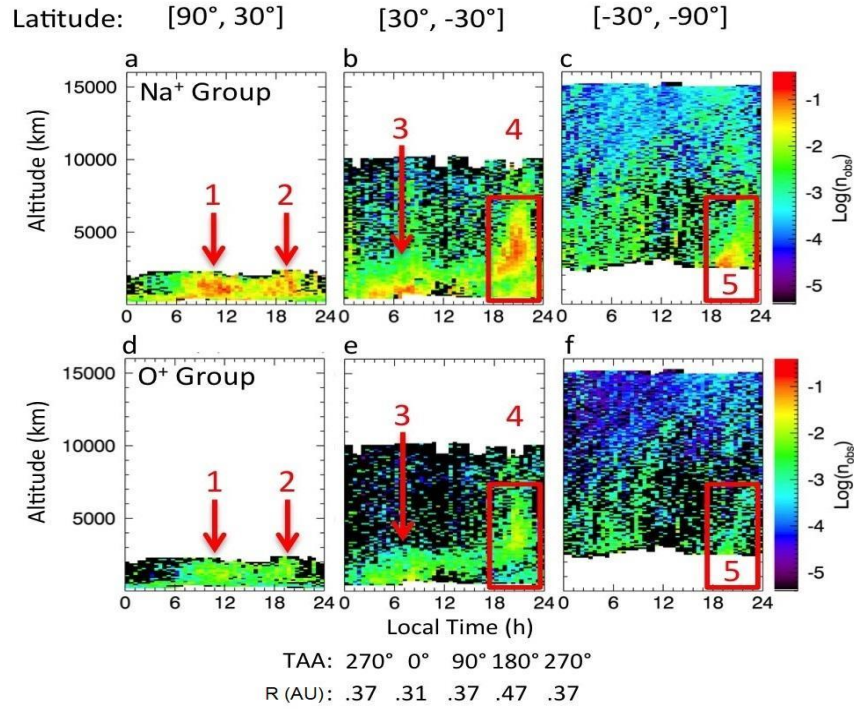 Latitude: [90°, 30°] [30°, -30°] [-30°, -90°]
a b c
15000 Na⁺ Group 3 4 -1
Altitude (km) 10000 1 2 -2
5000 -3
5 -4
0 -5
0 6 12 18 24 0 6 12 18 24 0 6 12 18 24
Log(n_obs)
d e f
15000 O⁺ Group 3 4 -1
Altitude (km) 10000 1 2 -2
5000 -3
5 -4
0 -5
0 6 12 18 24 0 6 12 18 24 0 6 12 18 24
Log(n_obs)
Local Time (h)
TAA: 270° 0° 90° 180° 270°
R (AU) .37 .31 .37 .47 .37